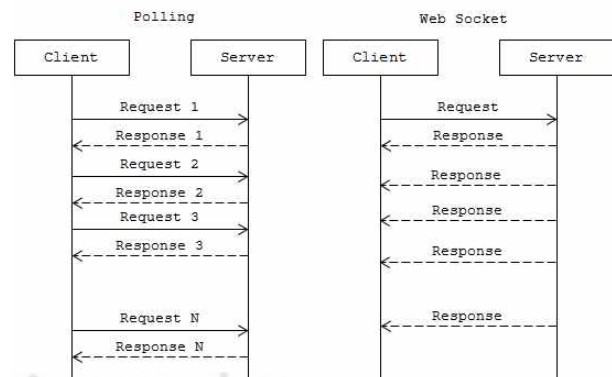 Polling
Client Server
Request 1
Response 1
Request 2
Response 2
Request 3
Response 3
Request N
Response N
Web Socket
Client Server
Request
Response
Response
Response
Response
Response